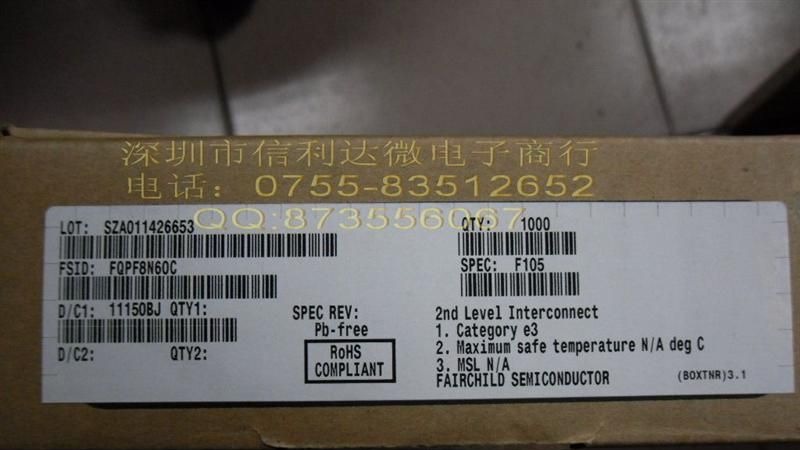 深圳市信利达微电子商行
电话：0755-83512652
QQ:873556067
LOT: SZA011426653
QTY: 1000
FSID: FQPF8N60C
SPEC: F105
D/C1: 1115OBJ QTY1:
D/C2: QTY2:
SPEC REV:
Pb-free
RoHS
COMPLIANT
2nd Level Interconnect
1. Category e3
2. Maximum safe temperature N/A deg C
3. MSL N/A
FAIRCHILD SEMICONDUCTOR
(BOXTNR)3.1